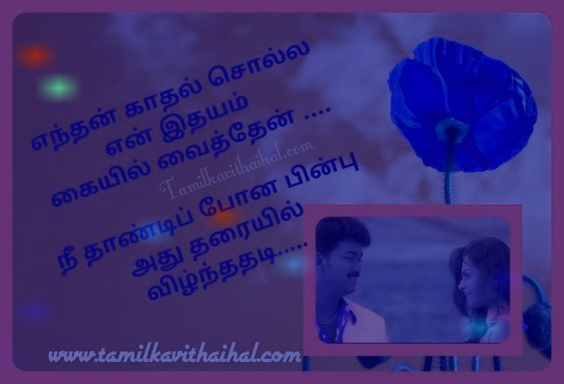 எந்தன் காதல் சொல்ல
என் இதயம்
கையில் வைத்தேன் ....
Tamilkavithaihal.com
நீ தாண்டிப் போன பின்பு
அது தரையில்
விழ்ந்ததடி.....
www.tamilkavithaihal.com